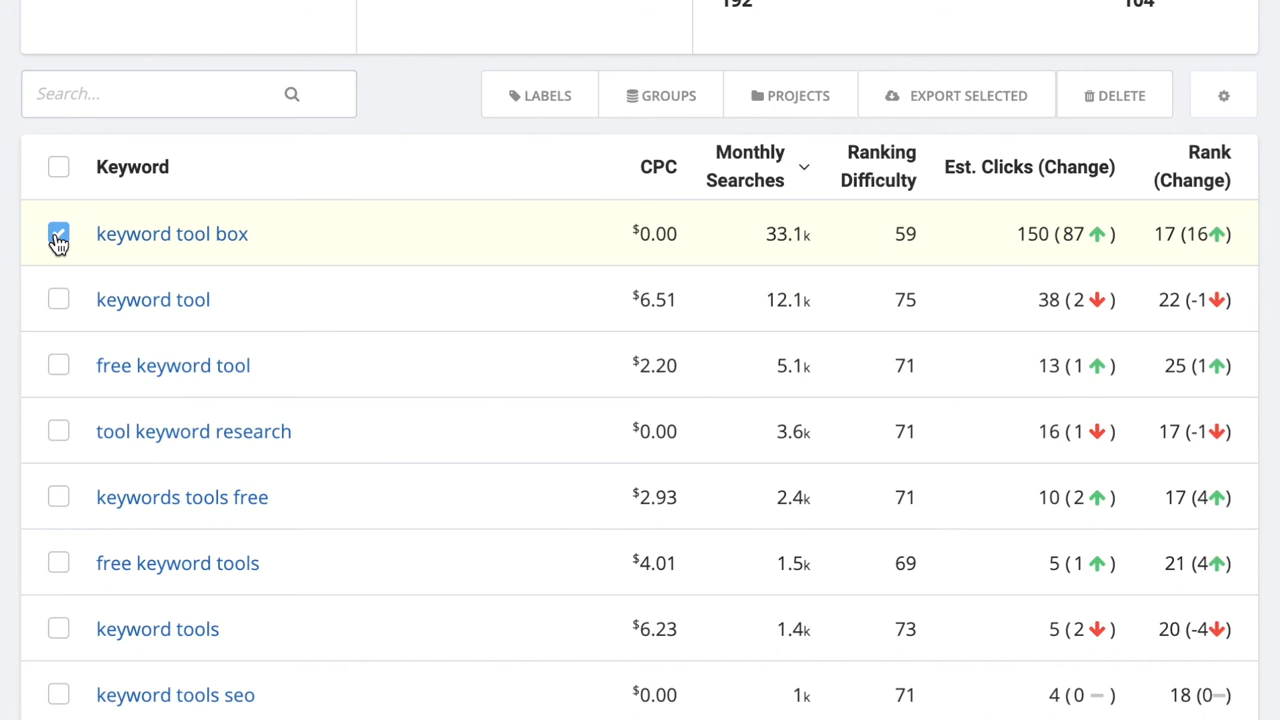 192 104
Search... LABELS GROUPS PROJECTS EXPORT SELECTED DELETE
Keyword CPC Monthly Searches Ranking Difficulty Est. Clicks (Change) Rank (Change)
keyword tool box $0.00 33.1k 59 150 (87 ) 17 (16)
keyword tool $6.51 12.1k 75 38 (2 ) 22 (-1)
free keyword tool $2.20 5.1k 71 13 (1 ) 25 (1)
tool keyword research $0.00 3.6k 71 16 (1 ) 17 (-1)
keywords tools free $2.93 2.4k 71 10 (2 ) 17 (4)
free keyword tools $4.01 1.5k 69 5 (1 ) 21 (4)
keyword tools $6.23 1.4k 73 5 (2 ) 20 (-4)
keyword tools seo $0.00 1k 71 4 (0 ) 18 (0)